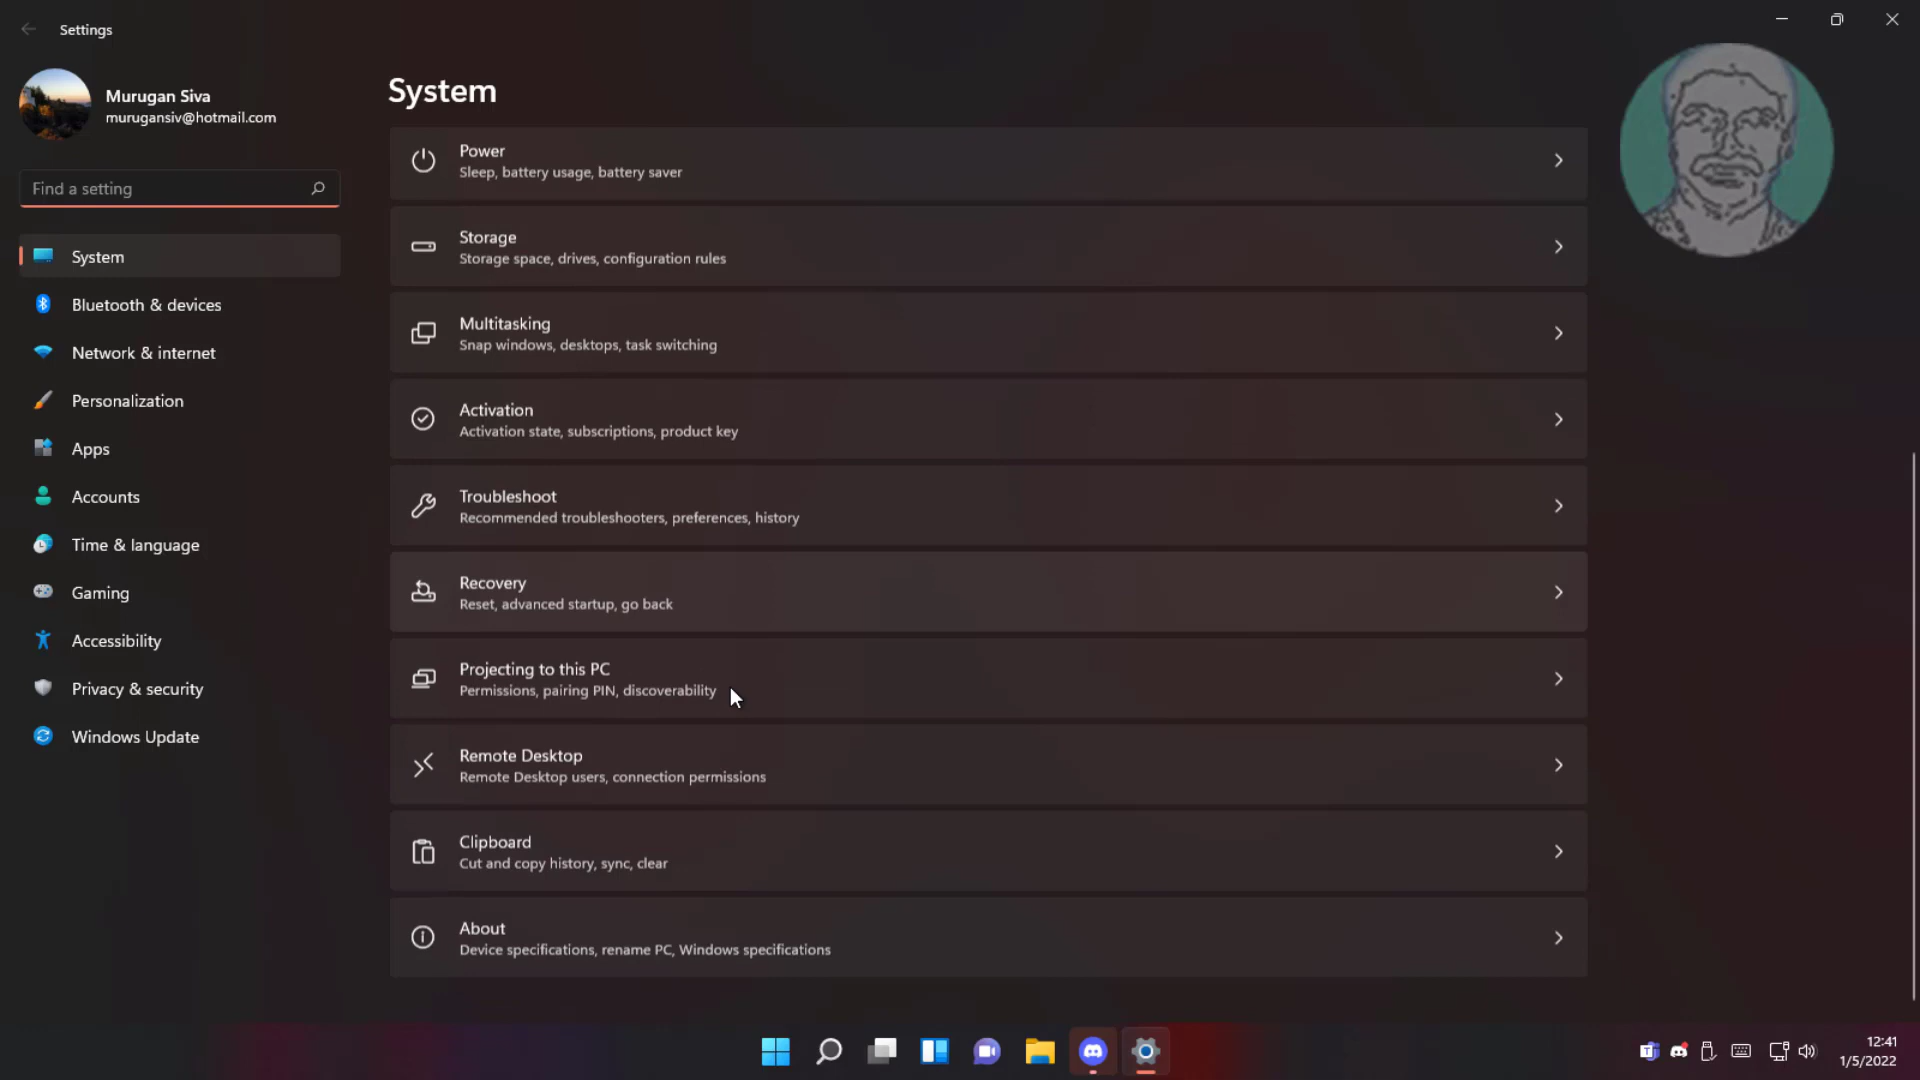 Settings
Murugan Siva
murugansiv@hotmail.com
Find a setting
System
Bluetooth & devices
Network & internet
Personalization
Apps
Accounts
Time & language
Gaming
Accessibility
Privacy & security
Windows Update
System
Power
Sleep, battery usage, battery saver
Storage
Storage space, drives, configuration rules
Multitasking
Snap windows, desktops, task switching
Activation
Activation state, subscriptions, product key
Troubleshoot
Recommended troubleshooters, preferences, history
Recovery
Reset, advanced startup, go back
Projecting to this PC
Permissions, pairing PIN, discoverability
Remote Desktop
Remote Desktop users, connection permissions
Clipboard
Cut and copy history, sync, clear
About
Device specifications, rename PC, Windows specifications
12:41
1/5/2022